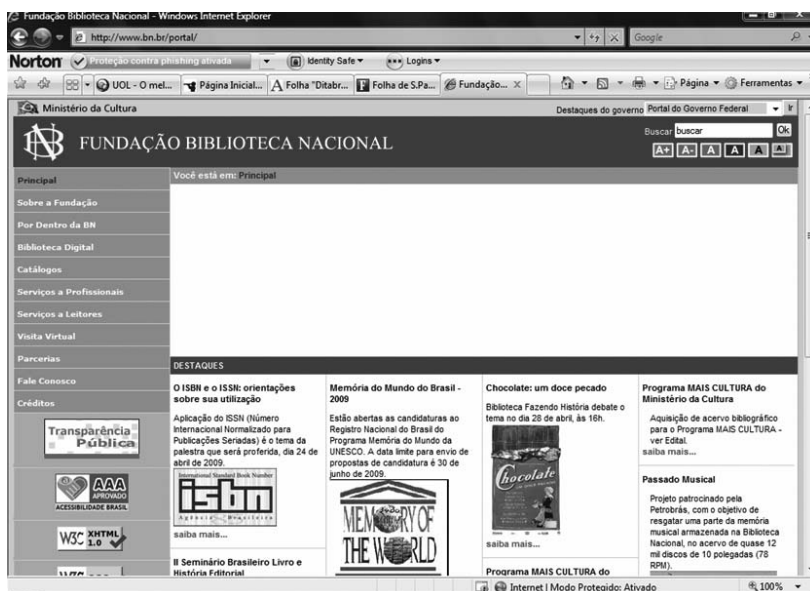 Fundação Biblioteca Nacional - Windows Internet Explorer
http://www.bn.br/portal/
Google
Norton Proteção contra phishing ativada Identity Safe Logins
UOL - O mel... Página Inicial... Folha "Ditabr... Folha de S.Pa... Fundação... X Página Ferramentas
Ministério da Cultura
Destaques do governo Portal do Governo Federal Ir
BN FUNDAÇÃO BIBLIOTECA NACIONAL
Buscar buscar Ok
A+ A- A A A A
Você está em: Principal
Principal
Sobre a Fundação
Por Dentro da BN
Biblioteca Digital
Catálogos
Serviços a Profissionais
Serviços a Leitores
Visita Virtual
Parcerias
Fale Conosco
Créditos
Transparência
Pública
AAA
APROVADO
ACESSIBILIDADE BRASIL
W3C XHTML
1.0
DESTAQUES
O ISBN e o ISSN: orientações
sobre sua utilização
Aplicação do ISSN (Número
Internacional Normalizado para
Publicações Seriadas) é o tema da
palestra que será proferida, dia 24 de
abril de 2009.
International Standard Book Number
isbn
Agência Brasileira
saiba mais...
II Seminário Brasileiro Livro e
História Editorial
Memória do Mundo do Brasil -
2009
Estão abertas as candidaturas ao
Registro Nacional do Brasil do
Programa Memória do Mundo da
UNESCO. A data limite para envio de
propostas de candidatura é 30 de
junho de 2009.
MEMORY OF
THE WORLD
Chocolate: um doce pecado
Biblioteca Fazendo História debate o
tema no dia 28 de abril, às 16h.
Chocolate
saiba mais...
Programa MAIS CULTURA do
Programa MAIS CULTURA do
Ministério da Cultura
Aquisição de acervo bibliográfico
para o Programa MAIS CULTURA -
ver Edital.
saiba mais...
Passado Musical
Projeto patrocinado pela
Petrobrás, com o objetivo de
resgatar uma parte da memória
musical armazenada na Biblioteca
Nacional, no acervo de quase 12
mil discos de 10 polegadas (78
RPM).
Internet | Modo Protegido: Ativado
100%